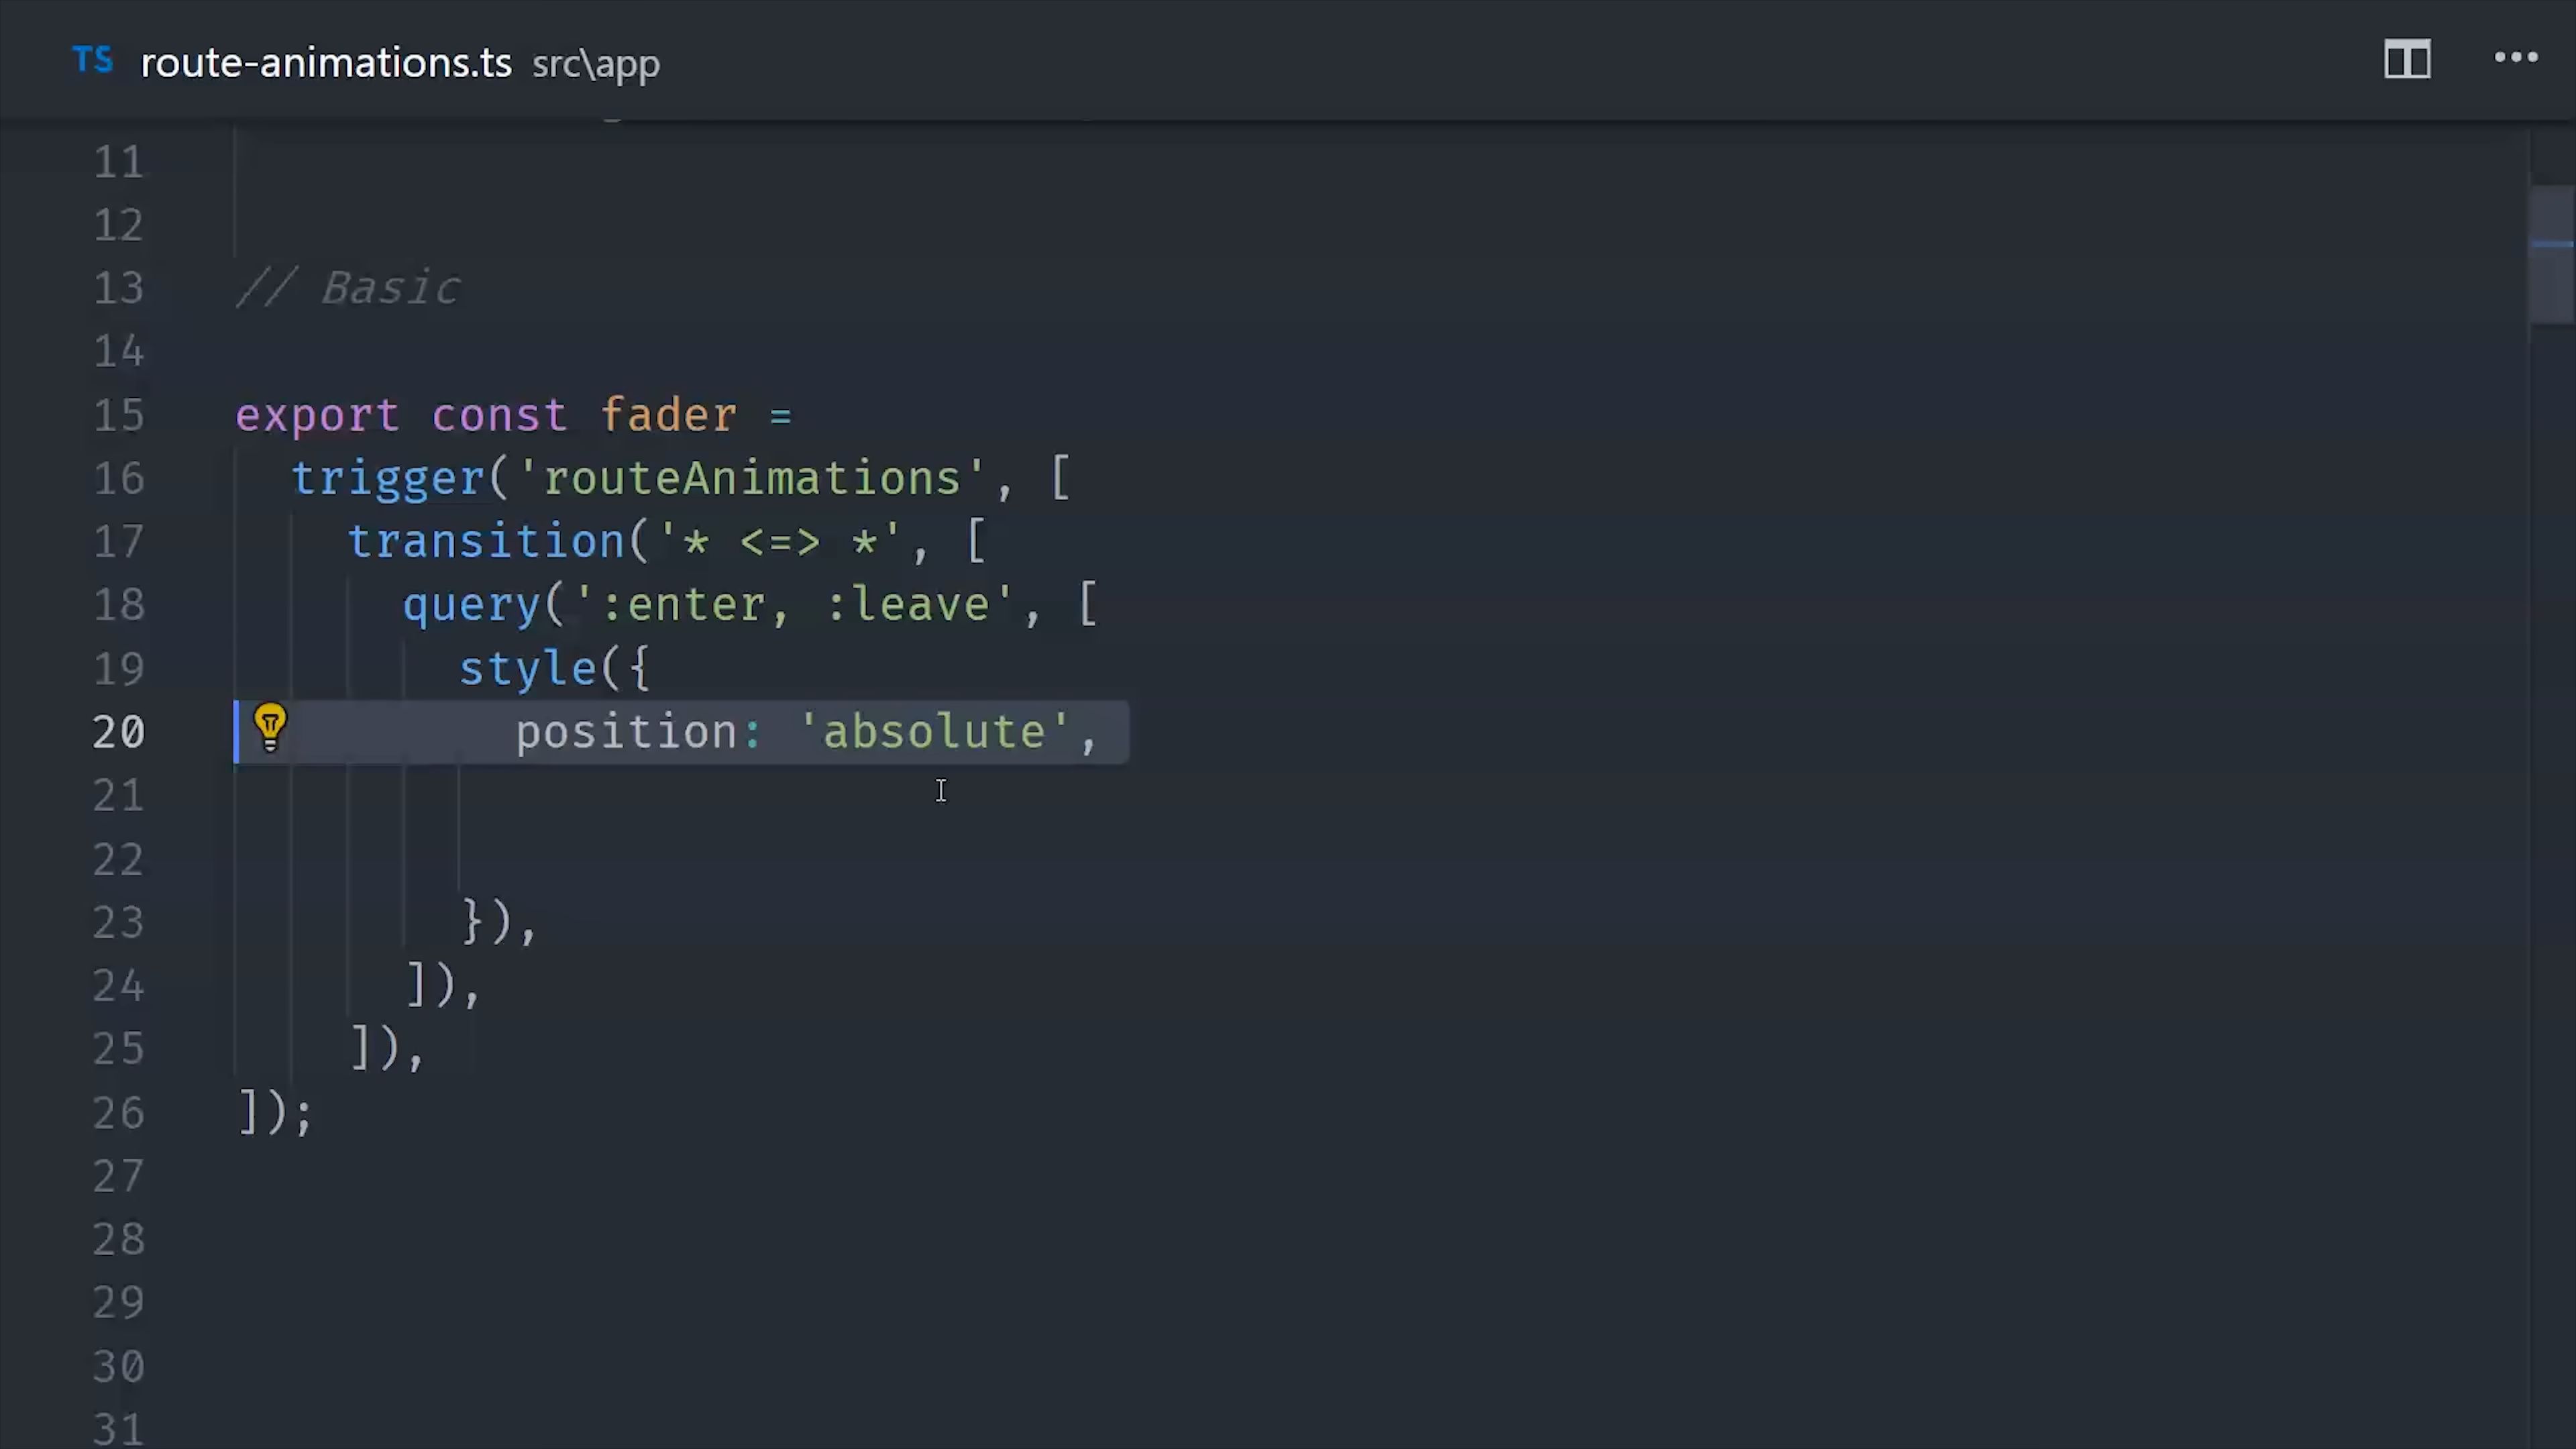 TS route-animations.ts src\app
11
12
13 // Basic
14
15 export const fader =
16 trigger('routeAnimations', [
17 transition('* <=> *', [
18 query(':enter, :leave', [
19 style({
20 position: 'absolute',
21
22
23 }),
24 ]),
25 ]),
26 ]);
27
28
29
30
31